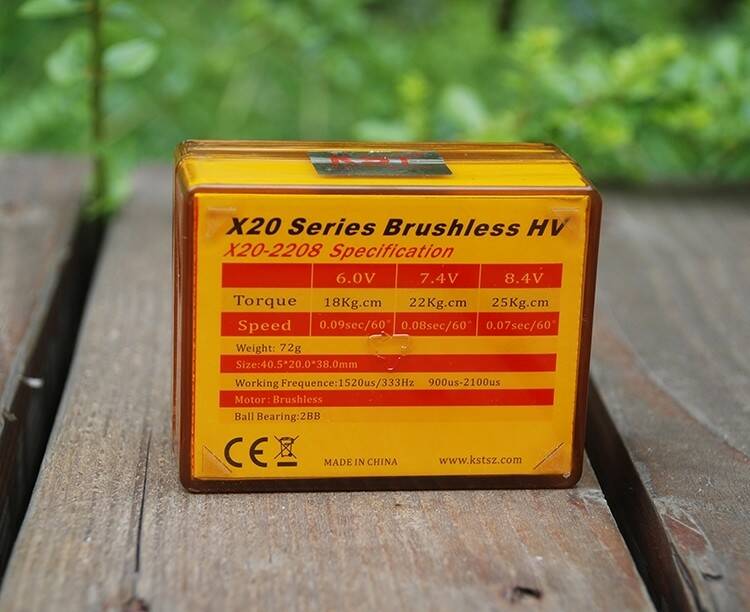 KST
X20 Series Brushless HV
X20-2208 Specification
6.0V 7.4V 8.4V
Torque 18Kg.cm 22Kg.cm 25Kg.cm
Speed 0.09sec/60° 0.08sec/60° 0.07sec/60°
Weight: 72g
Size:40.5*20.0*38.0mm
Working Frequence:1520us/333Hz 900us-2100us
Motor: Brushless
Ball Bearing:2BB
CE MADE IN CHINA www.kstsz.com